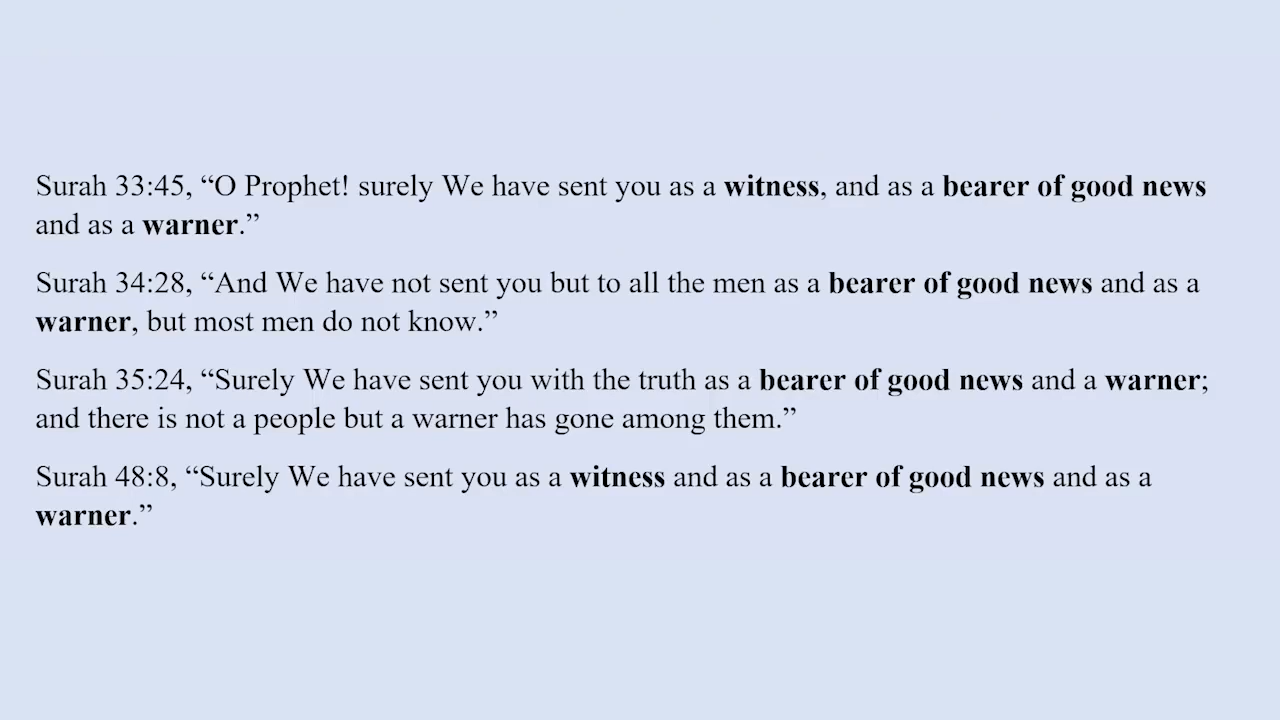 Surah 33:45, “O Prophet! surely We have sent you as a witness, and as a bearer of good news
and as a warner.”
Surah 34:28, “And We have not sent you but to all the men as a bearer of good news and as a
warner, but most men do not know.”
Surah 35:24, “Surely We have sent you with the truth as a bearer of good news and a warner;
and there is not a people but a warner has gone among them.”
Surah 48:8, “Surely We have sent you as a witness and as a bearer of good news and as a
warner.”